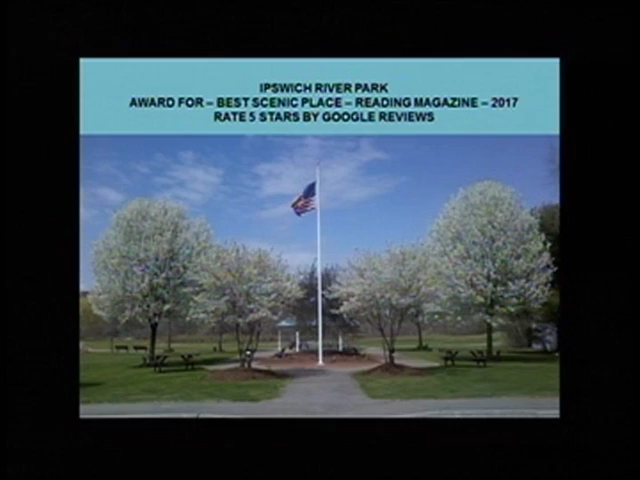 IPSWICH RIVER PARK
AWARD FOR – BEST SCENIC PLACE – READING MAGAZINE – 2017
RATE 5 STARS BY GOOGLE REVIEWS